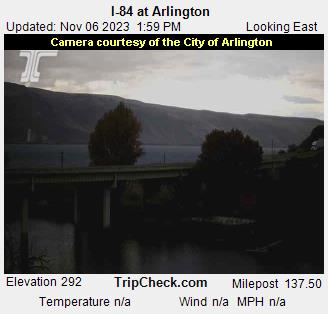 I-84 at Arlington
Updated: Nov 06 2023 1:59 PM Looking East
Camera courtesy of the City of Arlington
Elevation 292 TripCheck.com Milepost 137.50
Temperature n/a Wind n/a MPH n/a